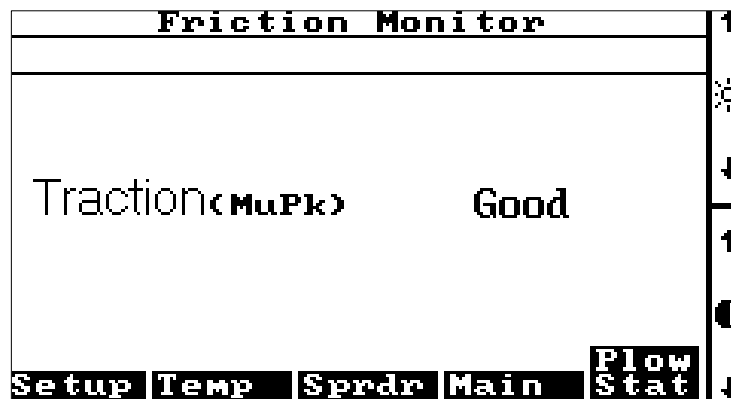 Friction Monitor
Traction(MuPk) Good
Setup Temp Sprdr Main Plow Stat